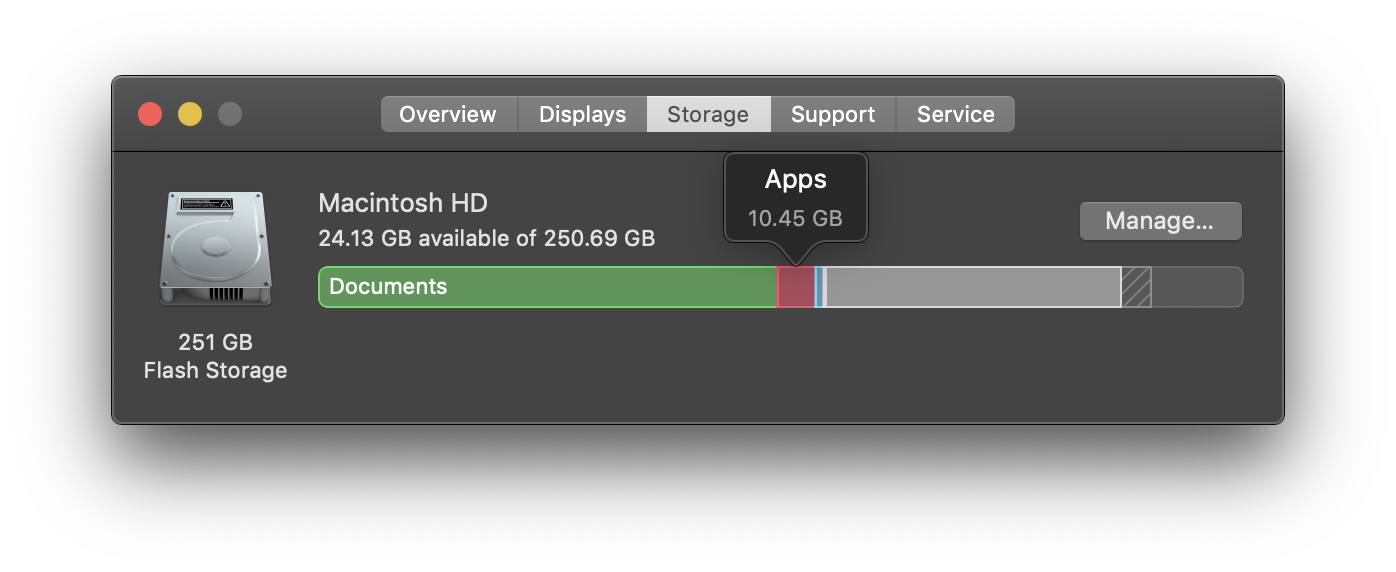 Overview
Displays
Storage
Support
Service
Apps
10.45 GB
Macintosh HD
24.13 GB available of 250.69 GB
Manage...
Documents
251 GB
Flash Storage